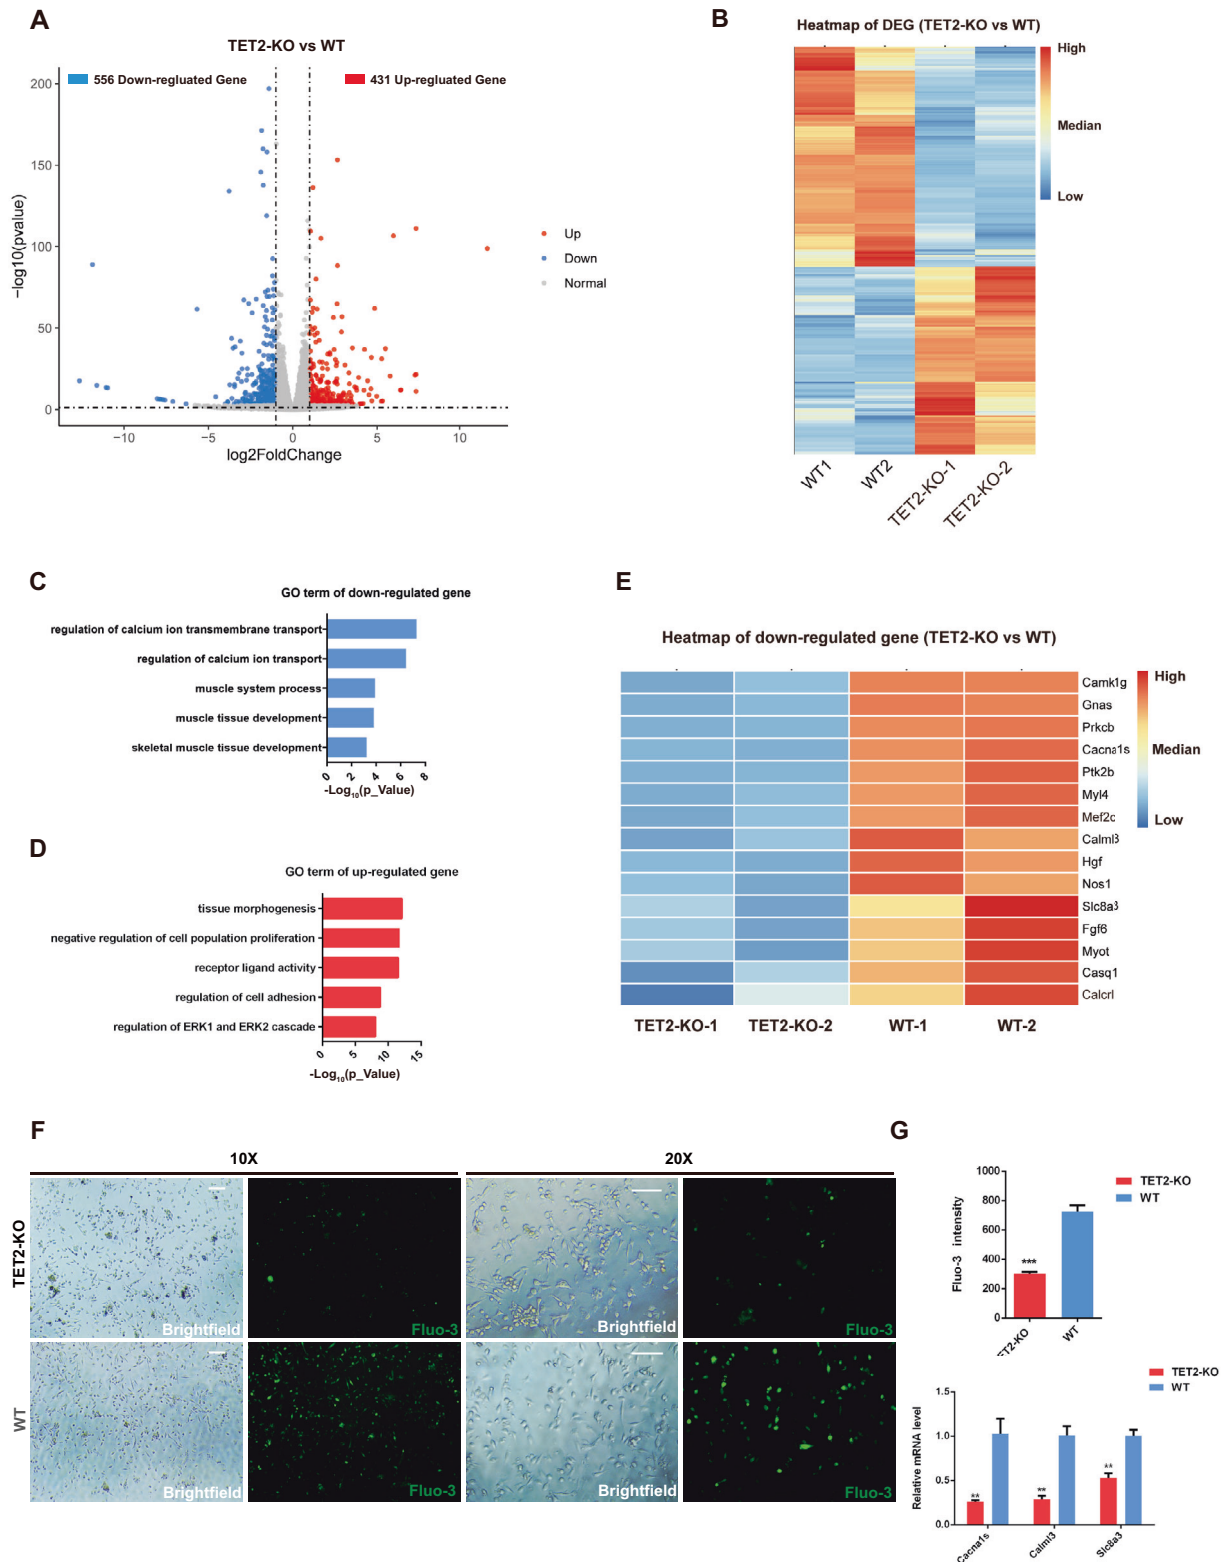 A
TET2-KO vs WT
556 Down-regluated Gene
431 Up-regluated Gene
200
150
100
50
0
−log10(pvalue)
−10
−5
0
5
10
log2FoldChange
Up
Down
Normal
B
Heatmap of DEG (TET2-KO vs WT)
High
Median
Low
WT1
WT2
TET2-KO-1
TET2-KO-2
C
GO term of down-regulated gene
regulation of calcium ion transmembrane transport
regulation of calcium ion transport
muscle system process
muscle tissue development
skeletal muscle tissue development
0
2
4
6
8
-Log10(p_Value)
D
GO term of up-regulated gene
tissue morphogenesis
negative regulation of cell population proliferation
receptor ligand activity
regulation of cell adhesion
regulation of ERK1 and ERK2 cascade
0
5
10
15
-Log10(p_Value)
E
Heatmap of down-regulated gene (TET2-KO vs WT)
Camk1g
Gnas
Prkcb
Cacna1s
Ptk2b
Myl4
Mef2c
Calml3
Hgf
Nos1
Slc8a3
Fgf6
Myot
Casq1
Calcrl
High
Median
Low
TET2-KO-1
TET2-KO-2
WT-1
WT-2
F
10X
20X
TET2-KO
Brightfield
Fluo-3
Brightfield
Fluo-3
WT
Brightfield
Fluo-3
Brightfield
Fluo-3
G
1000
800
600
400
200
0
Fluo-3 intensity
***
TET2-KO
WT
ET2-KO
WT
TET2-KO
WT
1.5
1.0
0.5
0.0
Relative mRNA level
**
**
**
Cacna1s
Calml3
Slc8a3